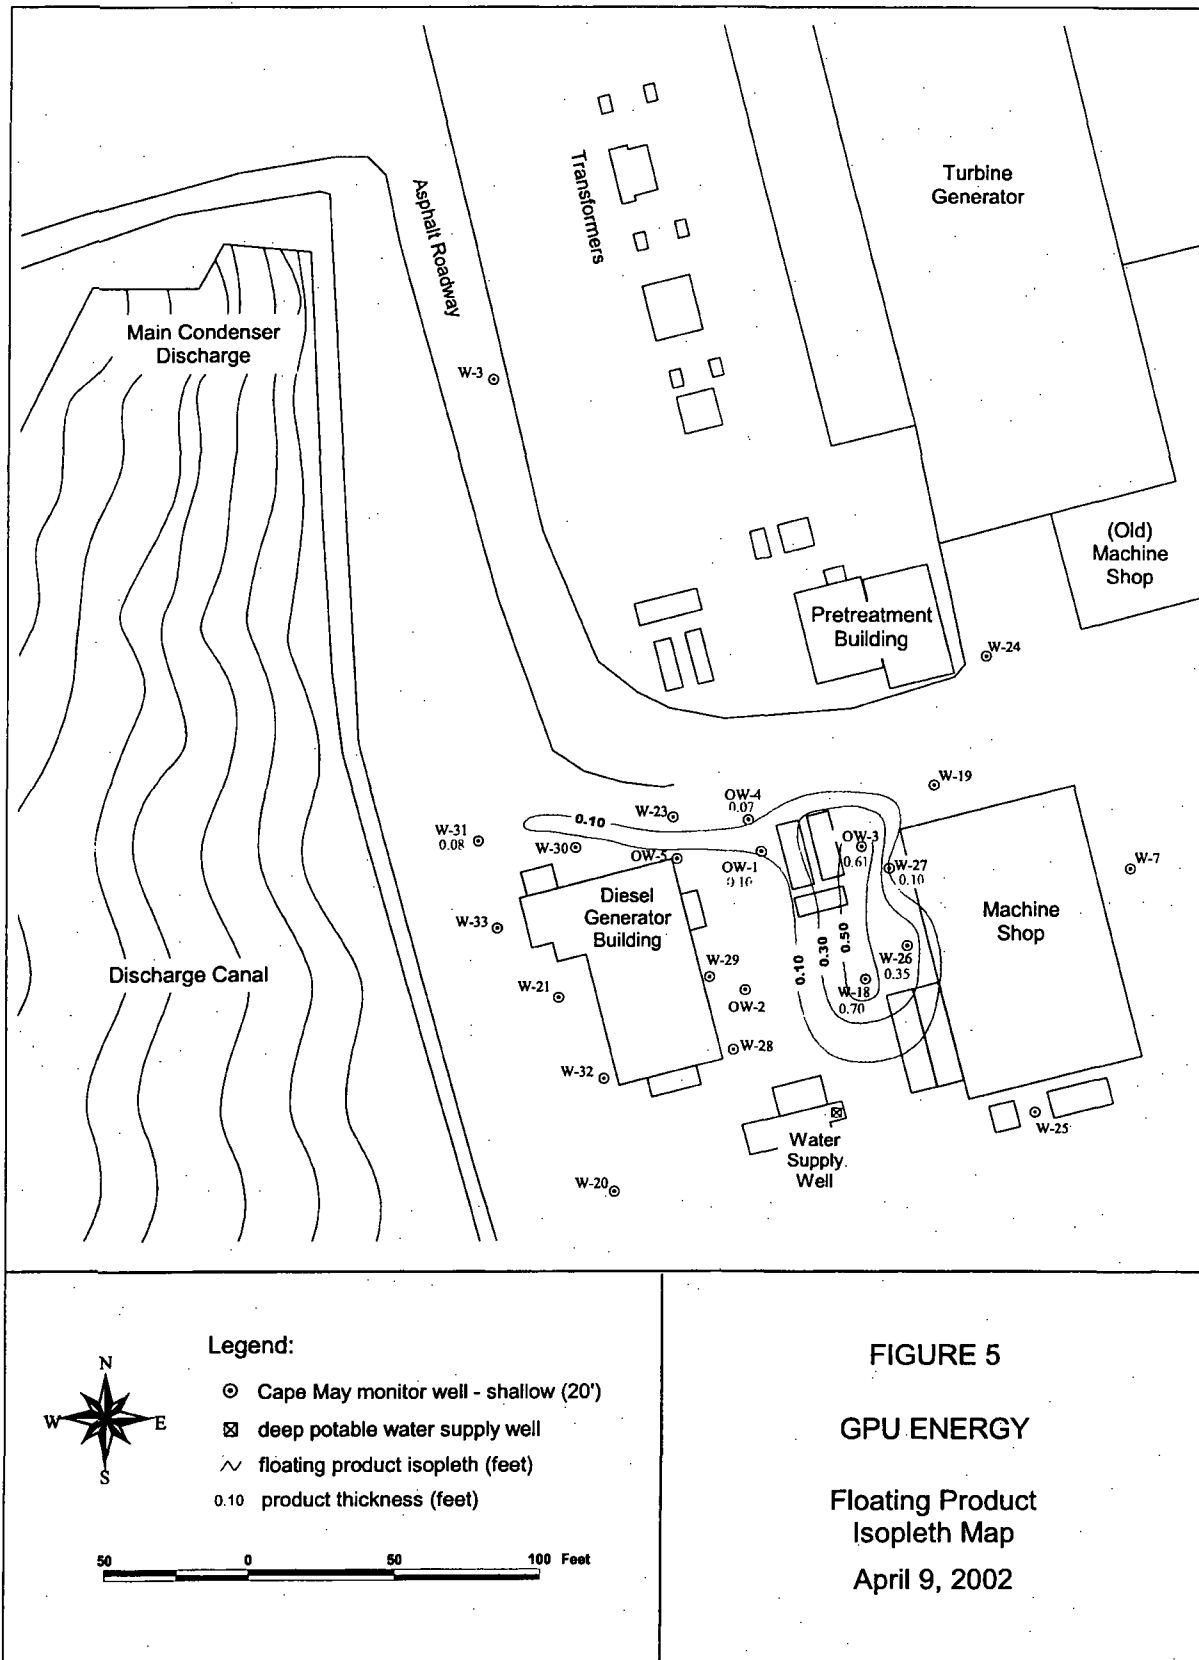 Turbine
Generator
Transformers
Asphalt Roadway
Main Condenser
Discharge
W-3
(Old)
Machine
Shop
Pretreatment
Building
W-24
W-19
OW-4
0.07
W-23
0.10
W-31
0.08
W-30
OW-5
OW-1
OW-3
0.61
W-27
0.10
W-7
Diesel
Generator
Building
Machine
Shop
W-33
0.10
0.30
0.50
W-26
0.35
Discharge Canal
W-29
W-21
OW-2
W-18
0.70
W-28
W-32
W-25
Water
Supply
Well
W-20
Legend:
N
W
E
S
Cape May monitor well - shallow (20')
deep potable water supply well
floating product isopleth (feet)
0.10 product thickness (feet)
50 0 50 100 Feet
FIGURE 5
GPU ENERGY
Floating Product
Isopleth Map
April 9, 2002